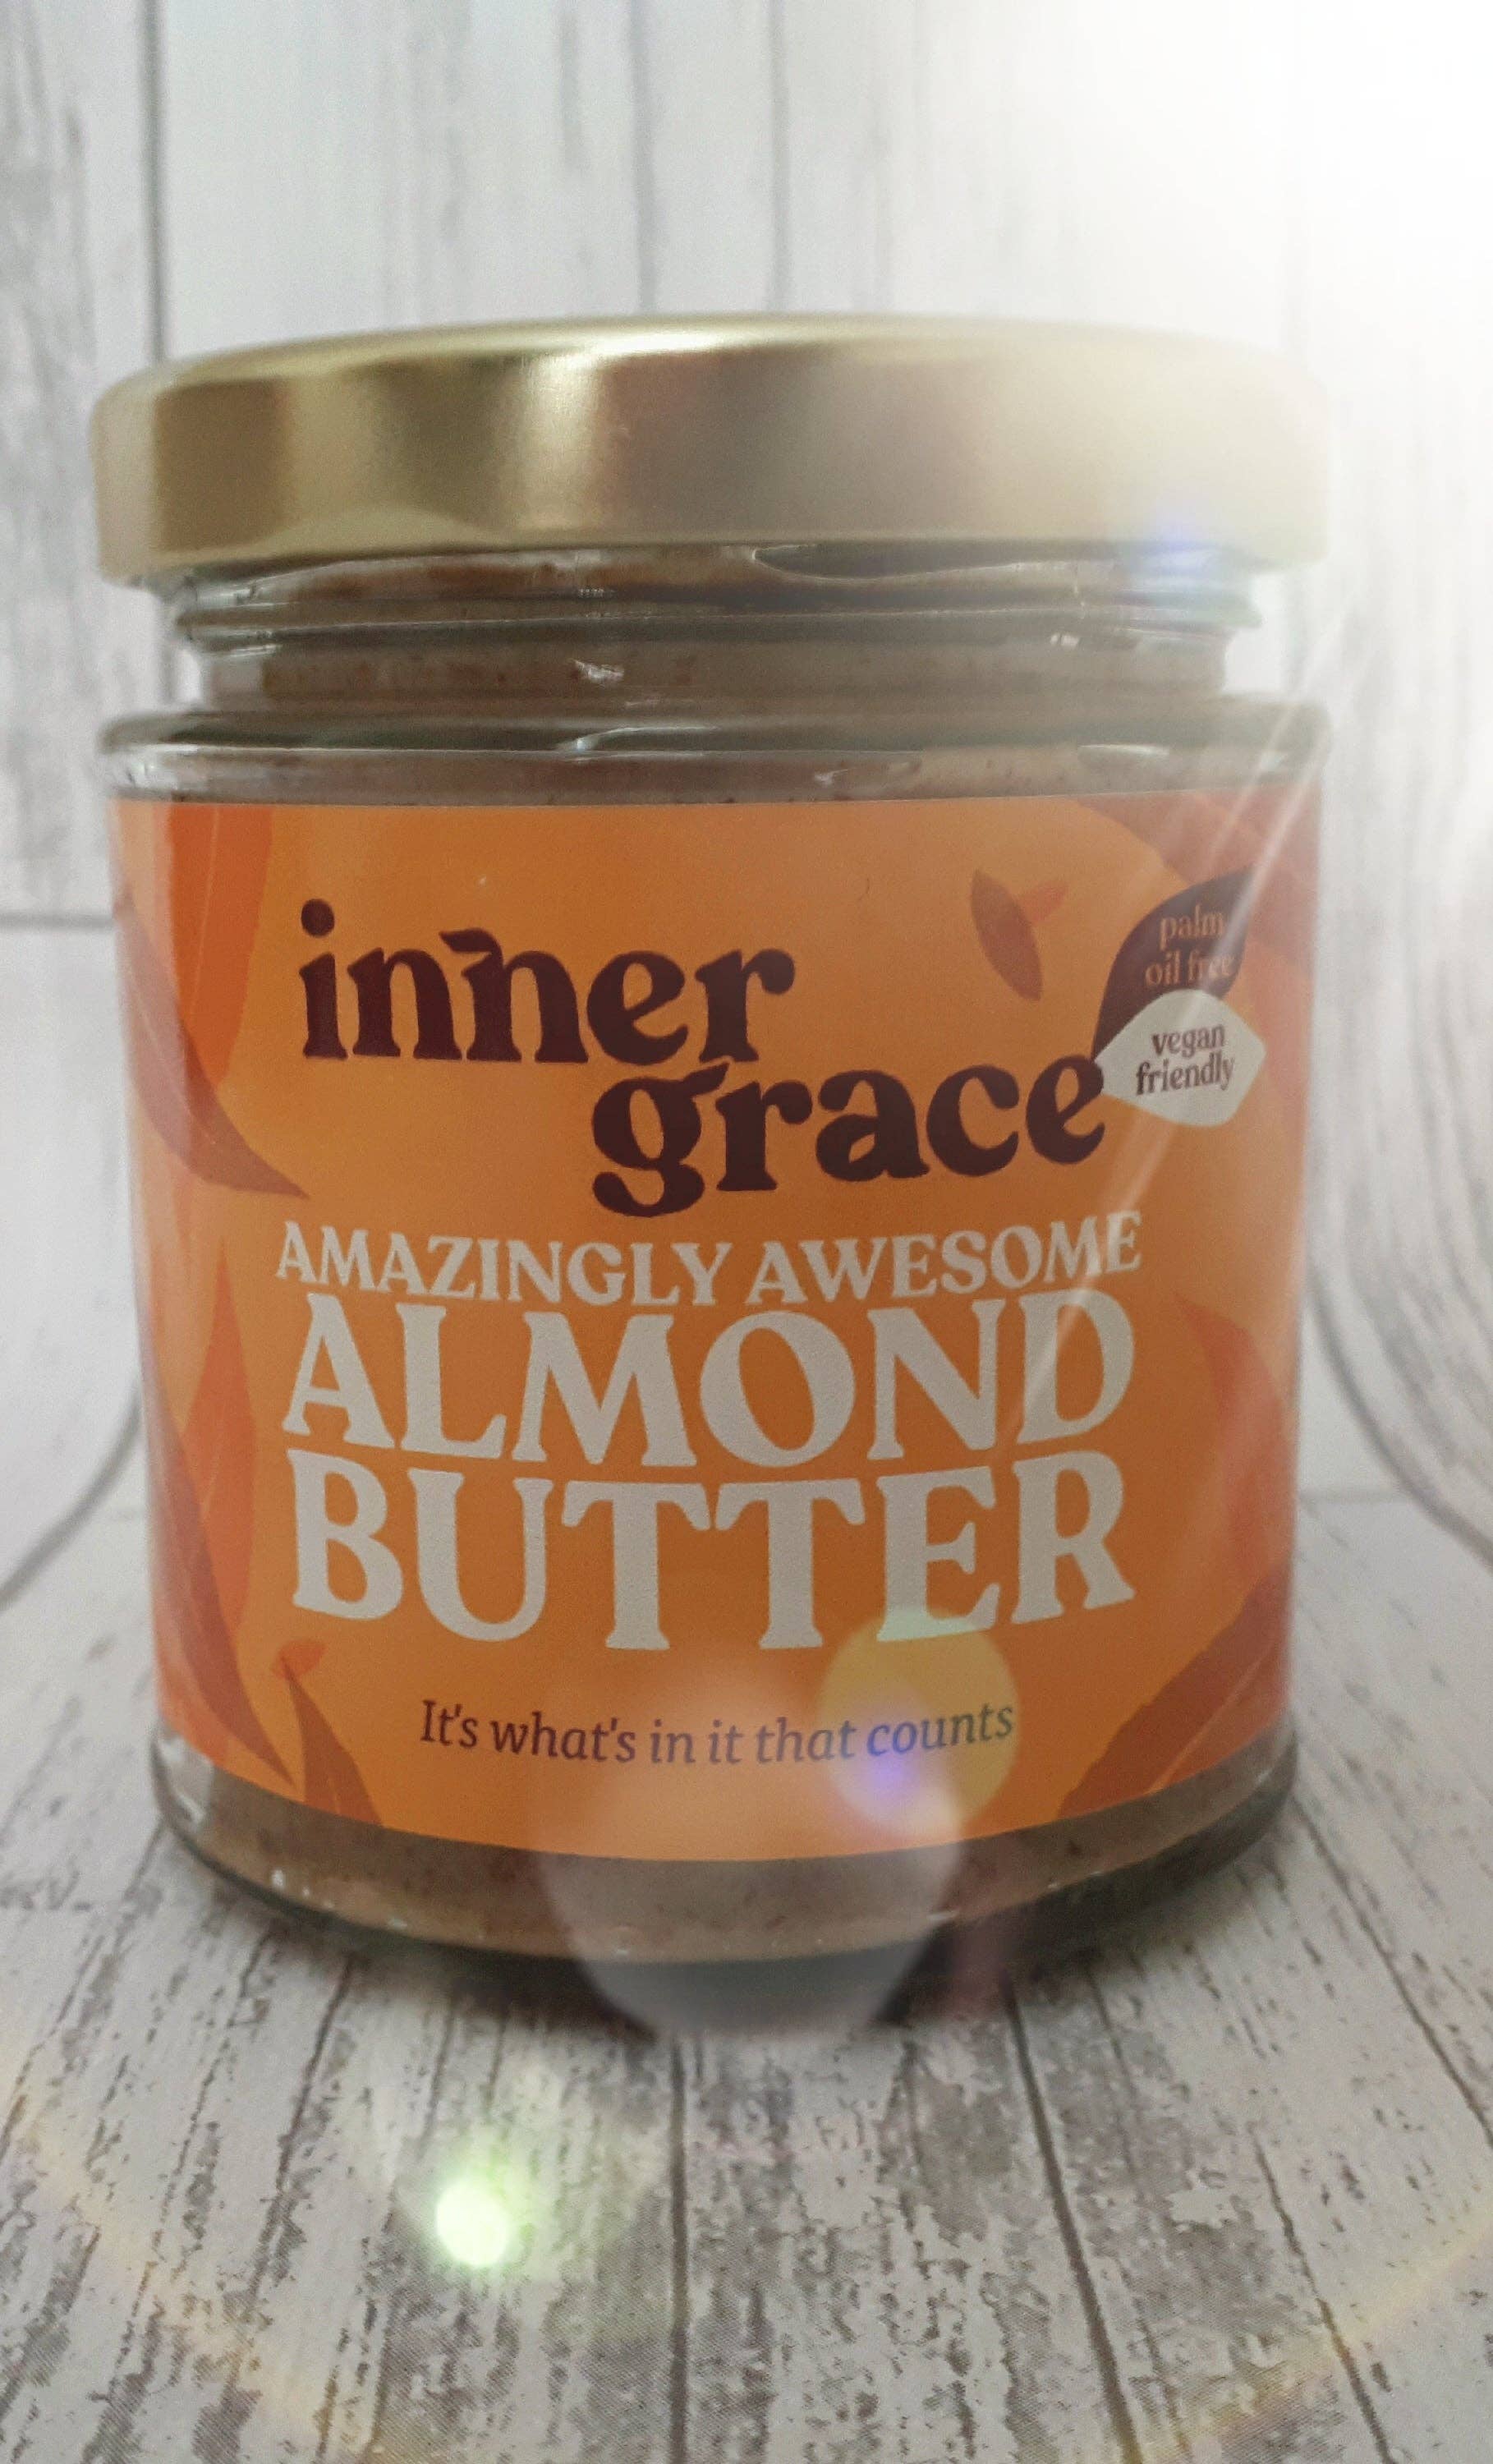 inner
grace
palm
oil free
vegan
friendly
AMAZINGLY AWESOME
ALMOND
BUTTER
It's what's in it that counts